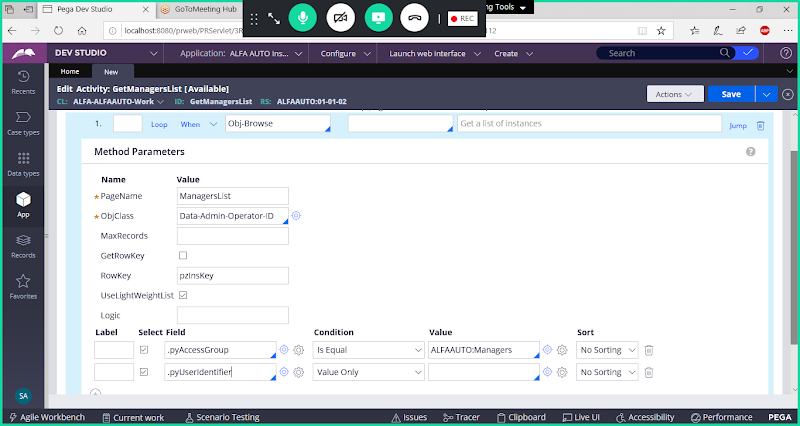 Pega Dev Studio
GoToMeeting Hub
ng Tools
REC
localhost:8080/prweb/PRServlet/3R
112
DEV STUDIO
Application: ALFA AUTO Ins...
Configure
Launch web interface
Create
Search
Recents
Case types
Data types
App
Records
Favorites
SA
Home
New
Edit Activity: GetManagersList [Available]
CL: ALFA-ALFAAUTO-Work ID: GetManagersList RS: ALFAAUTO:01-01-02
Actions
Save
1. Loop When Obj-Browse Get a list of instances Jump
Method Parameters
Name Value
PageName ManagersList
ObjClass Data-Admin-Operator-ID
MaxRecords
GetRowKey
RowKey pzInsKey
UseLightWeightList
Logic
Label Select Field Condition Value Sort
.pyAccessGroup Is Equal ALFAAUTO:Managers No Sorting
.pyUserIdentifier Value Only No Sorting
Agile Workbench Current work Scenario Testing Issues Tracer Clipboard Live UI Accessibility Performance PEGA